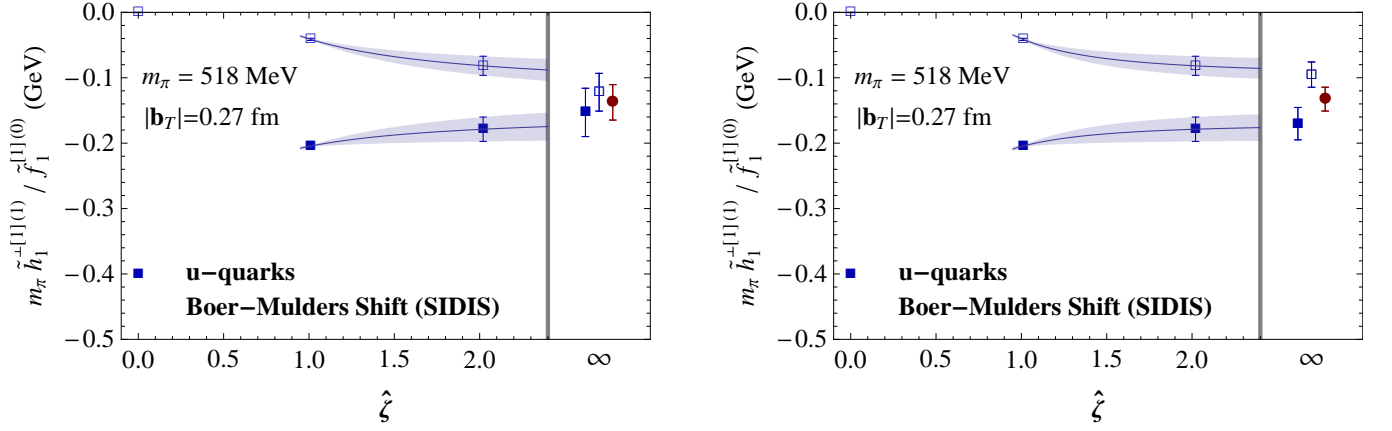 0.0
−0.1
−0.2
−0.3
−0.4
−0.5
m_π h̃_1^{⊥[1](1)} / f̃_1^{[1](0)} (GeV)
m_π = 518 MeV
|b_T|=0.27 fm
u−quarks
Boer−Mulders Shift (SIDIS)
0.0 0.5 1.0 1.5 2.0 ∞
ζ̂
0.0
−0.1
−0.2
−0.3
−0.4
−0.5
m_π h̃_1^{⊥[1](1)} / f̃_1^{[1](0)} (GeV)
m_π = 518 MeV
|b_T|=0.27 fm
u−quarks
Boer−Mulders Shift (SIDIS)
0.0 0.5 1.0 1.5 2.0 ∞
ζ̂